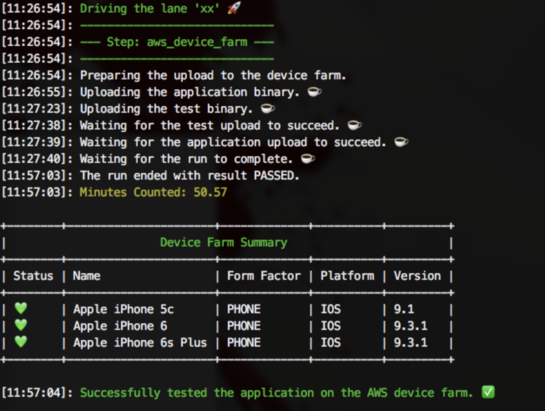 [11:26:54]: Driving the lane 'xx' 🚀
[11:26:54]: ------------------------------
[11:26:54]: --- Step: aws_device_farm ---
[11:26:54]: ------------------------------
[11:26:54]: Preparing the upload to the device farm.
[11:26:55]: Uploading the application binary. ☕
[11:27:23]: Uploading the test binary. ☕
[11:27:38]: Waiting for the test upload to succeed. ☕
[11:27:39]: Waiting for the application upload to succeed. ☕
[11:27:40]: Waiting for the run to complete. ☕
[11:57:03]: The run ended with result PASSED.
[11:57:03]: Minutes Counted: 50.57
Device Farm Summary
| Status | Name | Form Factor | Platform | Version |
| 💚 | Apple iPhone 5c | PHONE | IOS | 9.1 |
| 💚 | Apple iPhone 6 | PHONE | IOS | 9.3.1 |
| 💚 | Apple iPhone 6s Plus | PHONE | IOS | 9.3.1 |
[11:57:04]: Successfully tested the application on the AWS device farm. ✅